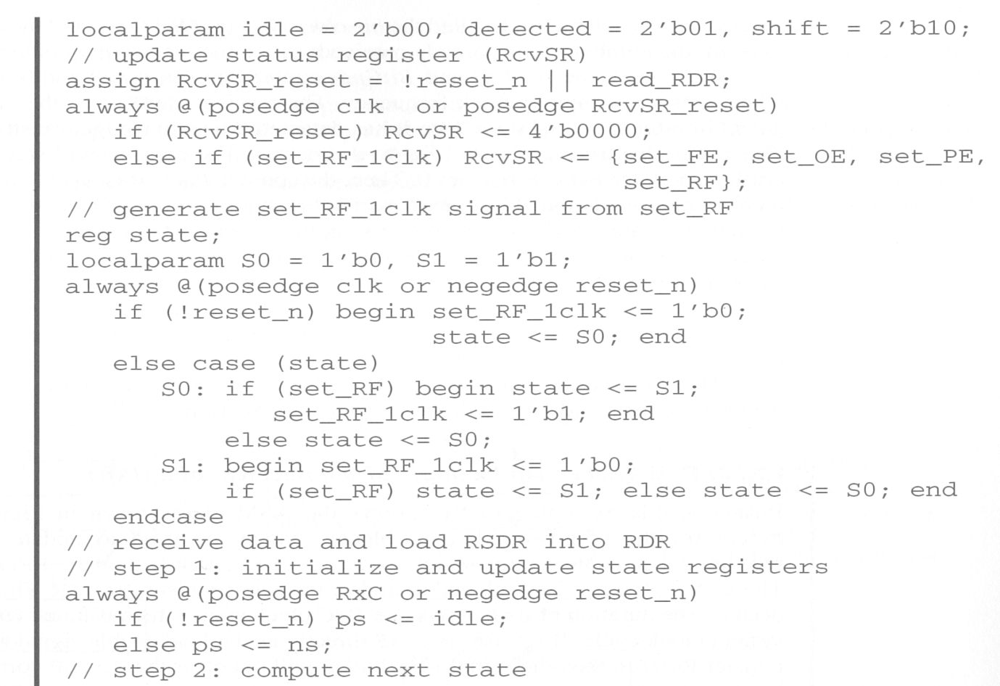 localparam idle = 2′b00, detected = 2′b01, shift = 2′b10;
// update status register (RcvSR)
assign RcvSR_reset = !reset_n || read_RDR;
always @(posedge clk or posedge RcvSR_reset)
if (RcvSR_reset) RcvSR <= 4′b0000;
else if (set_RF_1clk) RcvSR <= {set_FE, set_OE, set_PE,
set_RF};
// generate set_RF_1clk signal from set_RF
reg state;
localparam S0 = 1′b0, S1 = 1′b1;
always @(posedge clk or negedge reset_n)
if (!reset_n) begin set_RF_1clk <= 1′b0;
state <= S0; end
else case (state)
S0: if (set_RF) begin state <= S1;
set_RF_1clk <= 1′b1; end
else state <= S0;
S1: begin set_RF_1clk <= 1′b0;
if (set_RF) state <= S1; else state <= S0; end
endcase
// receive data and load RSDR into RDR
// step 1: initialize and update state registers
always @(posedge RxC or negedge reset_n)
if (!reset_n) ps <= idle;
else ps <= ns;
// step 2: compute next state